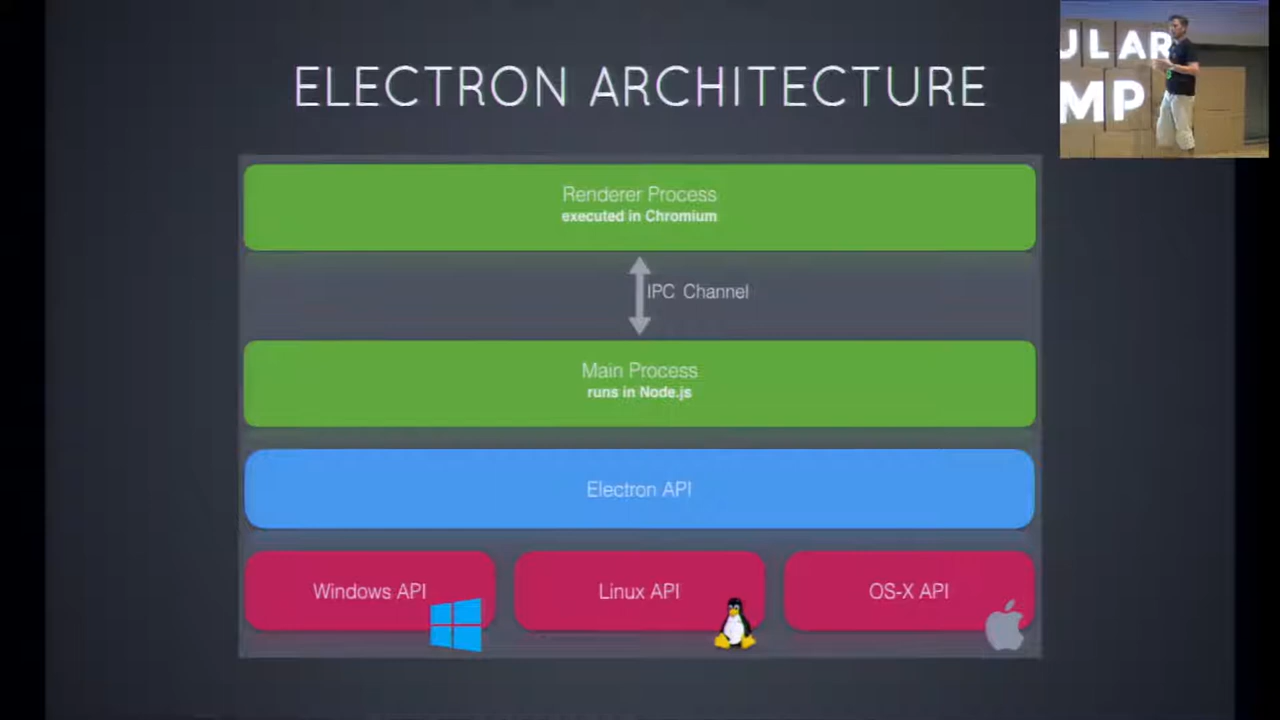 ELECTRON ARCHITECTURE
ULAR
MP
Renderer Process
executed in Chromium
IPC Channel
Main Process
runs in Node.js
Electron API
Windows API
Linux API
OS-X API